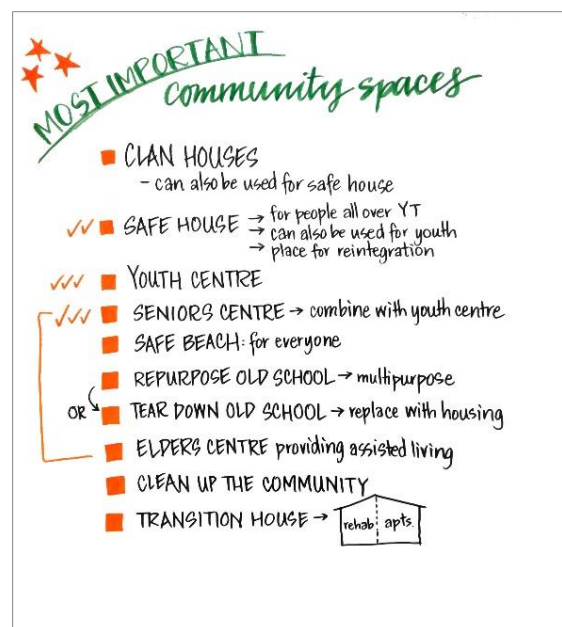 MOST IMPORTANT
community spaces
CLAN HOUSES
- can also be used for safe house
SAFE HOUSE → for people all over YT
→ can also be used for youth
→ place for reintegration
YOUTH CENTRE
SENIORS CENTRE → combine with youth centre
SAFE BEACH: for everyone
REPURPOSE OLD SCHOOL → multipurpose
OR TEAR DOWN OLD SCHOOL → replace with housing
ELDERS CENTRE providing assisted living
CLEAN UP THE COMMUNITY
TRANSITION HOUSE → rehab apts.